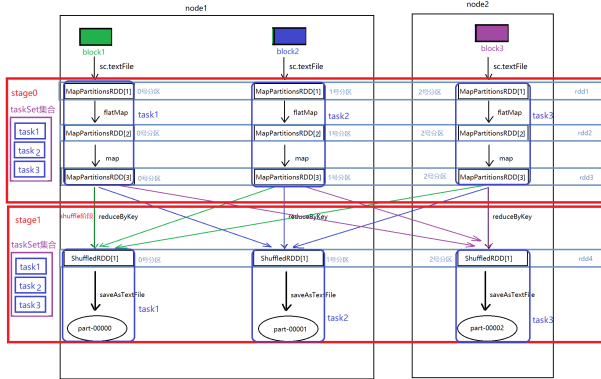 node1
node2
block1
block2
block3
sc.textFile
sc.textFile
sc.textFile
stage0
MapPartitionsRDD[1]
0号分区
MapPartitionsRDD[1]
1号分区
2号分区
MapPartitionsRDD[1]
rdd1
taskSet集合
flatMap
task1
flatMap
task2
flatMap
task3
task1
MapPartitionsRDD[2]
0号分区
MapPartitionsRDD[2]
1号分区
2号分区
MapPartitionsRDD[2]
rdd2
task2
map
map
map
task3
MapPartitionsRDD[3]
0号分区
MapPartitionsRDD[3]
1号分区
2号分区
MapPartitionsRDD[3]
rdd3
stage1
shuffle阶段
reduceByKey
reduceByKey
reduceByKey
taskSet集合
ShuffledRDD[1]
0号分区
ShuffledRDD[1]
1号分区
2号分区
ShuffledRDD[1]
rdd4
task1
task2
task3
saveAsTextFile
saveAsTextFile
saveAsTextFile
task1
task2
task3
part-00000
part-00001
part-00002